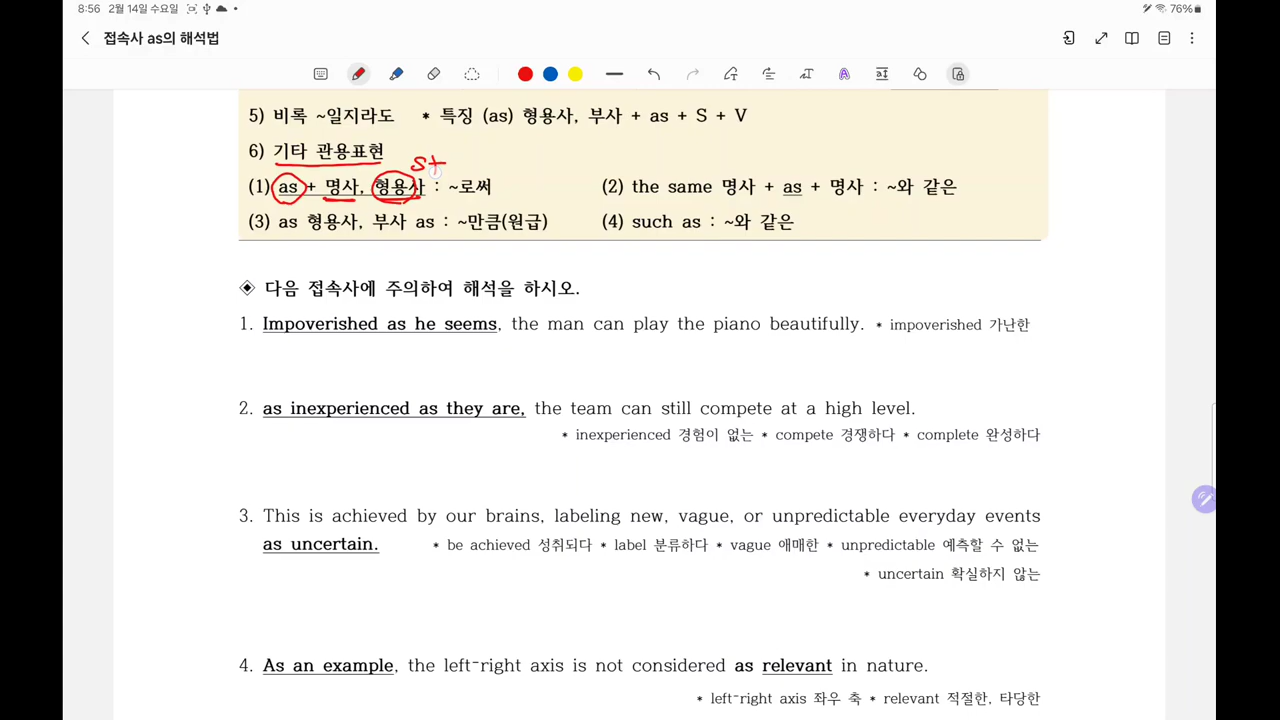 8:56 2월 14일 수요일 76%
접속사 as의 해석법
5) 비록 ~일지라도 * 특징 (as) 형용사, 부사 + as + S + V
6) 기타 관용표현
S+
(1) as + 명사, 형용사 : ~로써 (2) the same 명사 + as + 명사 : ~와 같은
(3) as 형용사, 부사 as : ~만큼(원급) (4) such as : ~와 같은
◈ 다음 접속사에 주의하여 해석을 하시오.
1. Impoverished as he seems, the man can play the piano beautifully. * impoverished 가난한
2. as inexperienced as they are, the team can still compete at a high level.
* inexperienced 경험이 없는 * compete 경쟁하다 * complete 완성하다
3. This is achieved by our brains, labeling new, vague, or unpredictable everyday events
as uncertain. * be achieved 성취되다 * label 분류하다 * vague 애매한 * unpredictable 예측할 수 없는
* uncertain 확실하지 않는
4. As an example, the left-right axis is not considered as relevant in nature.
* left-right axis 좌우 축 * relevant 적절한, 타당한